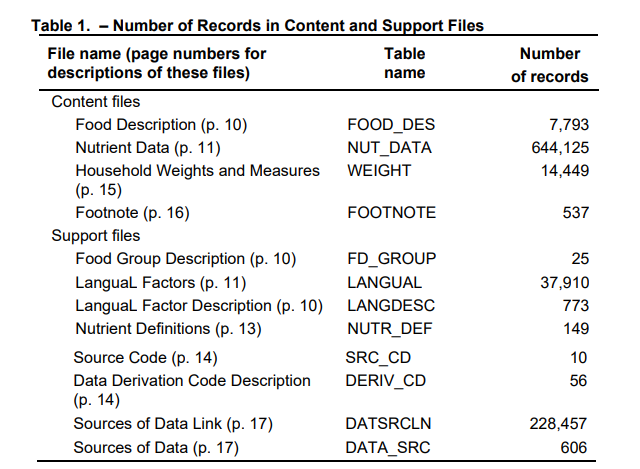 Table 1.  – Number of Records in Content and Support Files
File name (page numbers for descriptions of these files) Table name Number of records
Content files
Food Description (p. 10) FOOD_DES 7,793
Nutrient Data (p. 11) NUT_DATA 644,125
Household Weights and Measures (p. 15) WEIGHT 14,449
Footnote (p. 16) FOOTNOTE 537
Support files
Food Group Description (p. 10) FD_GROUP 25
LanguaL Factors (p. 11) LANGUAL 37,910
LanguaL Factor Description (p. 10) LANGDESC 773
Nutrient Definitions (p. 13) NUTR_DEF 149
Source Code (p. 14) SRC_CD 10
Data Derivation Code Description (p. 14) DERIV_CD 56
Sources of Data Link (p. 17) DATSRCLN 228,457
Sources of Data (p. 17) DATA_SRC 606